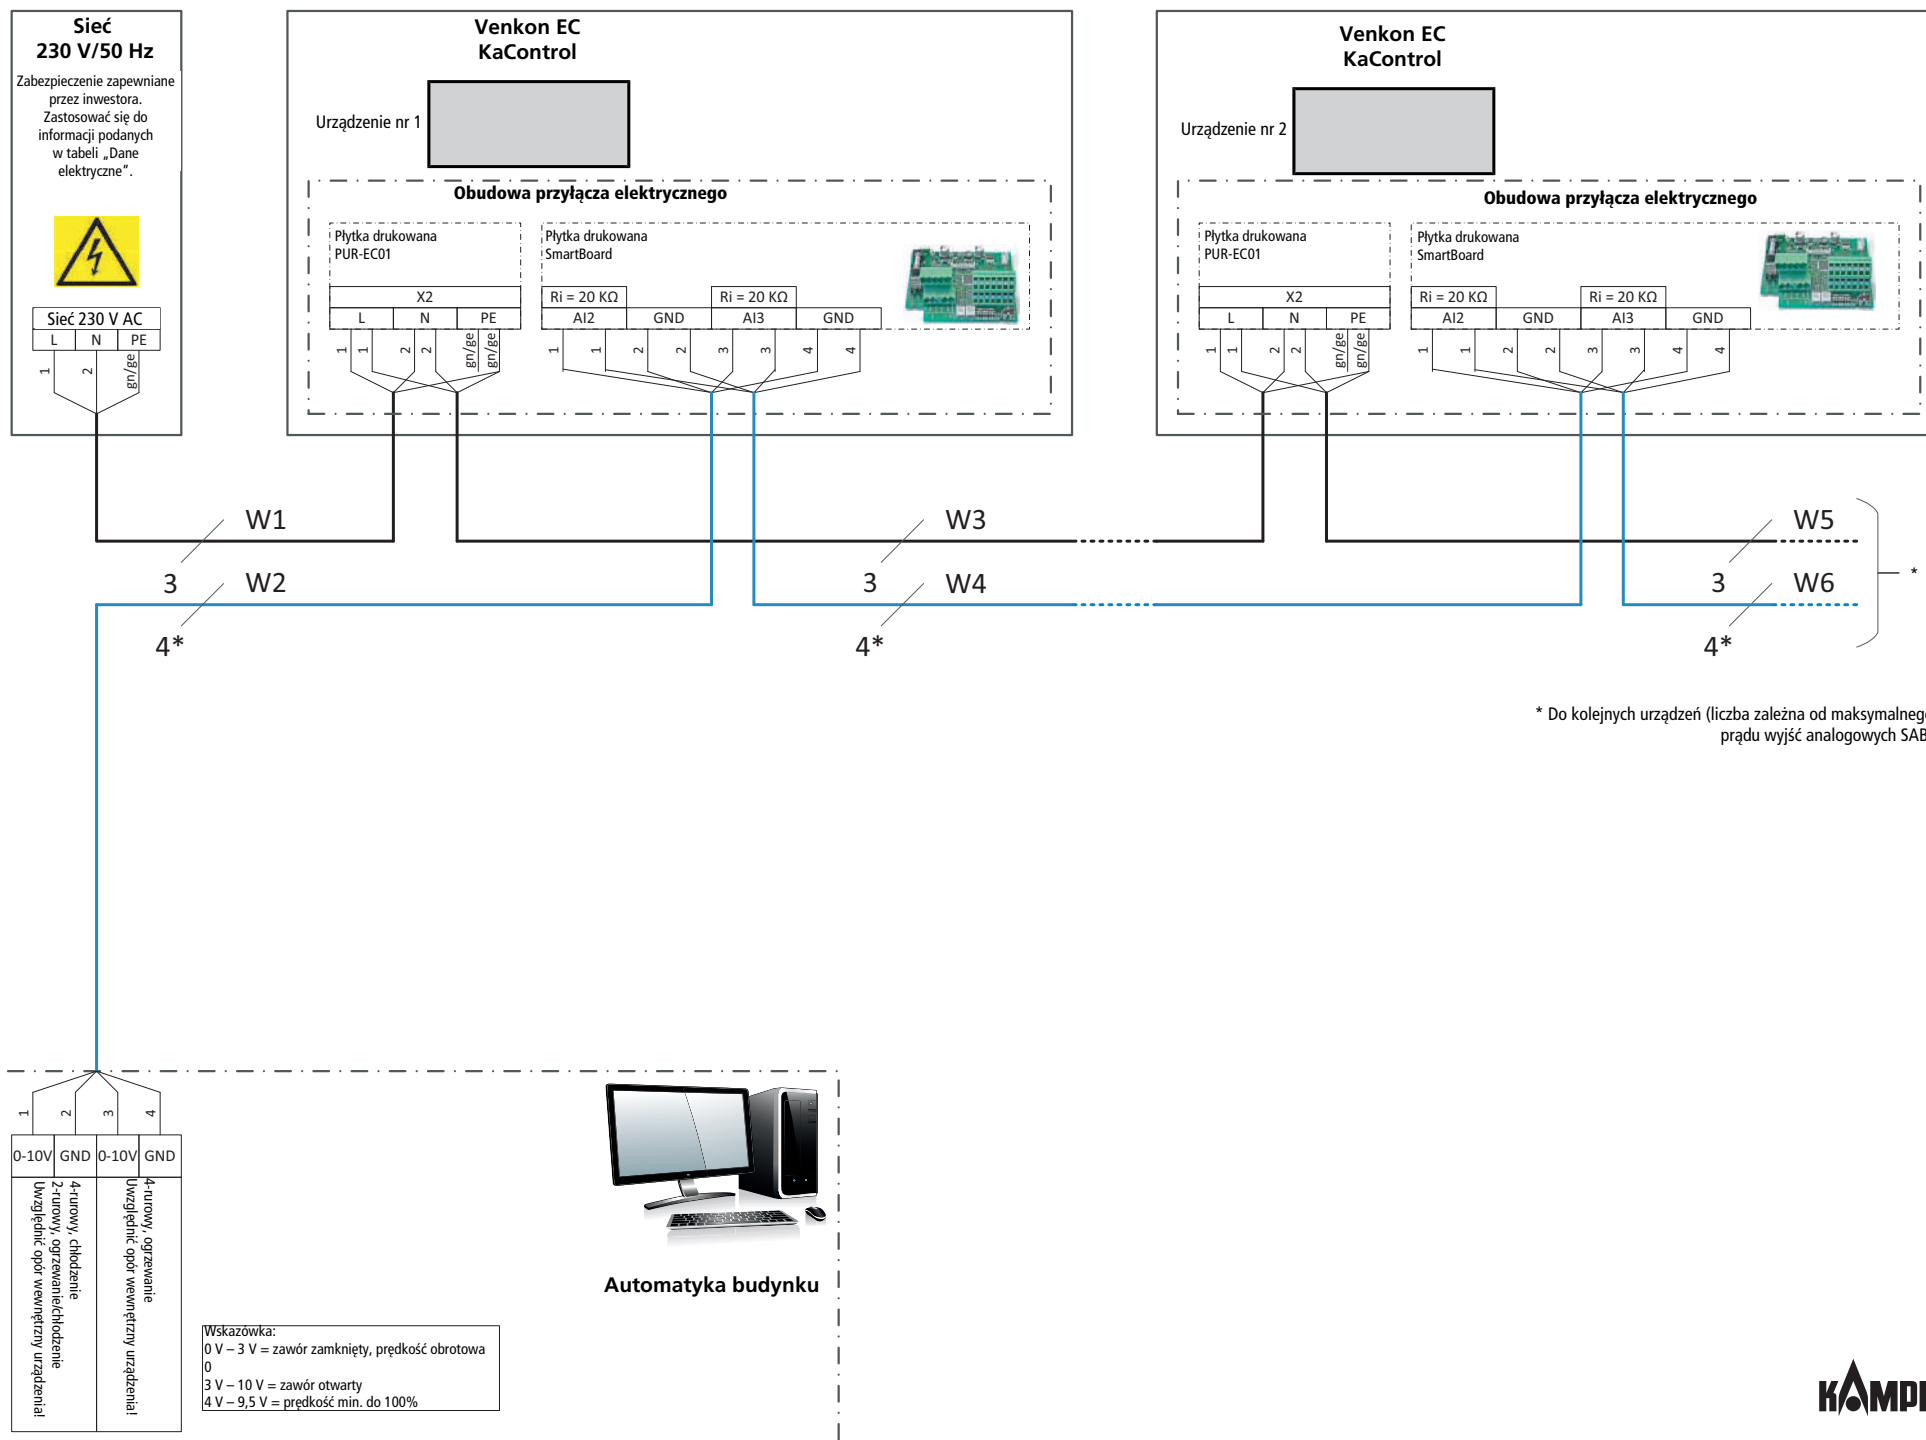 Sieć
230 V/50 Hz
Zabezpieczenie zapewniane
przez inwestora.
Zastosować się do
informacji podanych
w tabeli „Dane
elektryczne”.
Sieć 230 V AC
L N PE
1 2 gn/ge
Venkon EC
KaControl
Urządzenie nr 1
Obudowa przyłącza elektrycznego
Płytka drukowana
PUR-EC01
X2
L N PE
1 1 2 2 gn/ge gn/ge
Płytka drukowana
SmartBoard
Ri = 20 KΩ Ri = 20 KΩ
AI2 GND AI3 GND
1 1 2 2 3 3 4 4
Venkon EC
KaControl
Urządzenie nr 2
Obudowa przyłącza elektrycznego
Płytka drukowana
PUR-EC01
X2
L N PE
1 1 2 2 gn/ge gn/ge
Płytka drukowana
SmartBoard
Ri = 20 KΩ Ri = 20 KΩ
AI2 GND AI3 GND
1 1 2 2 3 3 4 4
W1 W3 W5
3 W2 3 W4 3 W6 *
4* 4* 4*
* Do kolejnych urządzeń (liczba zależna od maksymalnego
prądu wyjść analogowych SAB
1 2 3 4
0-10V GND 0-10V GND
4-rurowy, chłodzenie
2-rurowy, ogrzewanie/chłodzenie
Uwzględnić opór wewnętrzny urządzenia!
4-rurowy, ogrzewanie
Uwzględnić opór wewnętrzny urządzenia!
Wskazówka:
0 V – 3 V = zawór zamknięty, prędkość obrotowa
0
3 V – 10 V = zawór otwarty
4 V – 9,5 V = prędkość min. do 100%
Automatyka budynku
KAMP